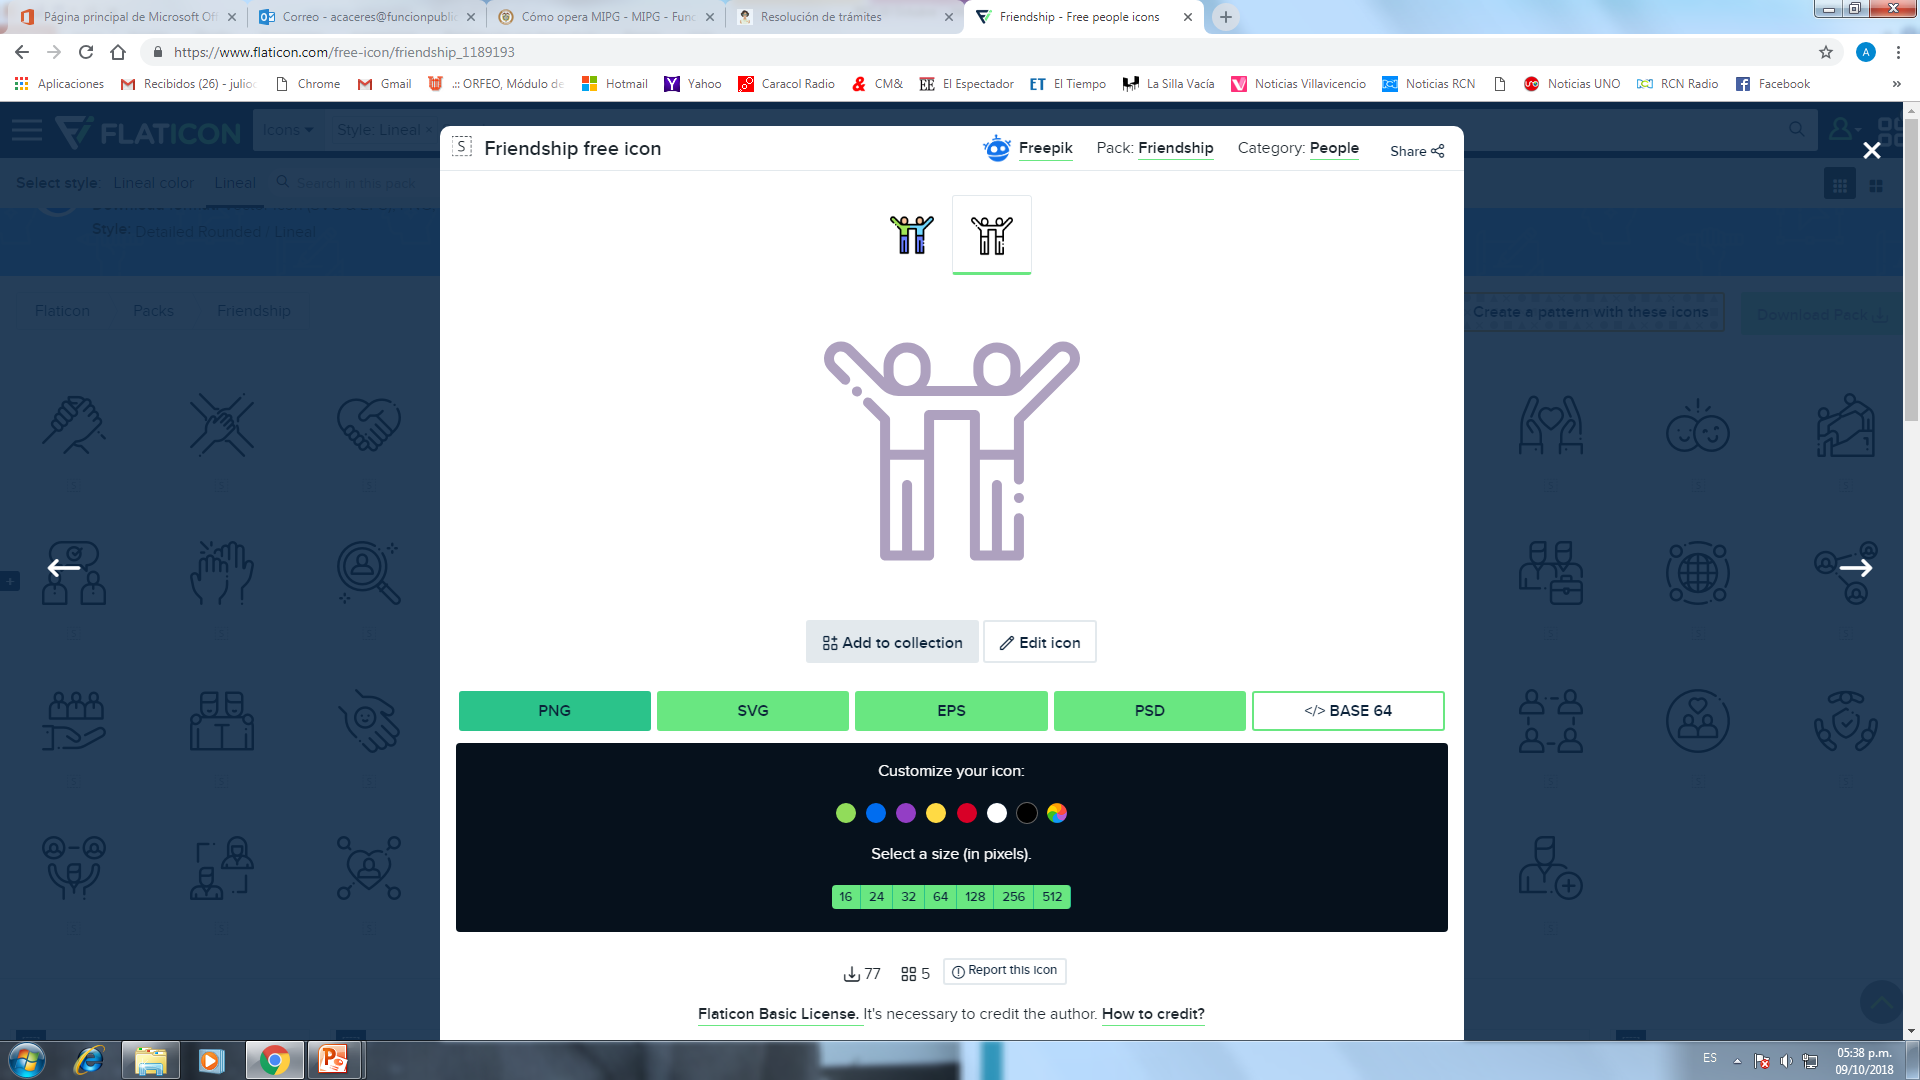 Página principal de Microsoft Of
Correo - acaceres@funcionpublic
Cómo opera MIPG - MIPG - Func
Resolución de trámites
Friendship - Free people icons
https://www.flaticon.com/free-icon/friendship_1189193
A
Aplicaciones
Recibidos (26) - julioc
Chrome
Gmail
.:: ORFEO, Módulo de
Hotmail
Yahoo
Caracol Radio
CM&
El Espectador
El Tiempo
La Silla Vacía
Noticias Villavicencio
Noticias RCN
Noticias UNO
RCN Radio
Facebook
»
FLATICON
Icons
Style: Lineal ×
S
Friendship free icon
Freepik
Pack: Friendship
Category: People
Share
Select style:
Lineal color
Lineal
Search in this pack
Style: Detailed Rounded / Lineal
Flaticon
Packs
Friendship
Create a pattern with these icons
Download Pack
Add to collection
Edit icon
PNG
SVG
EPS
PSD
</> BASE 64
Customize your icon:
Select a size (in pixels).
16
24
32
64
128
256
512
77
5
Report this icon
Flaticon Basic License. It's necessary to credit the author. How to credit?
ES
05:38 p.m.
09/10/2018